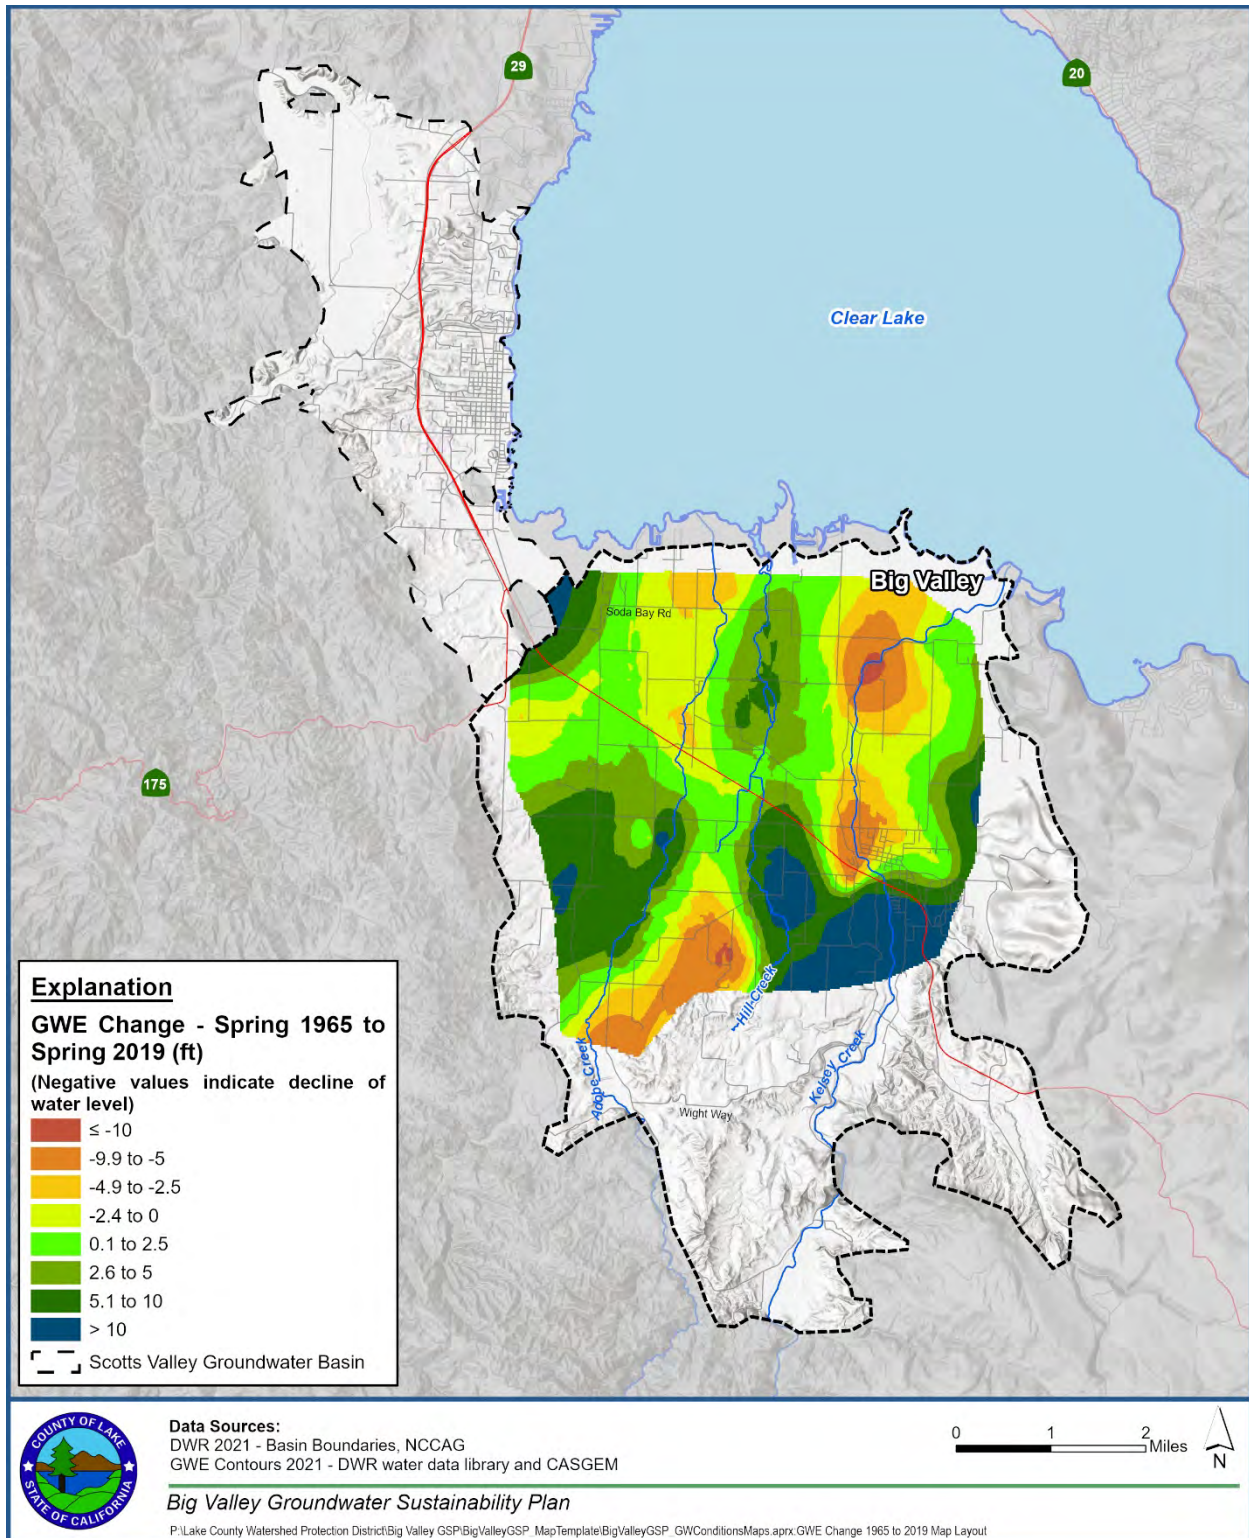 29
20
Clear Lake
Big Valley
Soda Bay Rd
175
Hill Creek
Adobe Creek
Kelsey Creek
Wight Way
Explanation
GWE Change - Spring 1965 to
Spring 2019 (ft)
(Negative values indicate decline of
water level)
≤ -10
-9.9 to -5
-4.9 to -2.5
-2.4 to 0
0.1 to 2.5
2.6 to 5
5.1 to 10
> 10
Scotts Valley Groundwater Basin
COUNTY OF LAKE
STATE OF CALIFORNIA
Data Sources:
DWR 2021 - Basin Boundaries, NCCAG
GWE Contours 2021 - DWR water data library and CASGEM
0 1 2
Miles
N
Big Valley Groundwater Sustainability Plan
P:\Lake County Watershed Protection District\Big Valley GSP\BigValleyGSP_MapTemplate\BigValleyGSP_GWConditionsMaps.aprx:GWE Change 1965 to 2019 Map Layout